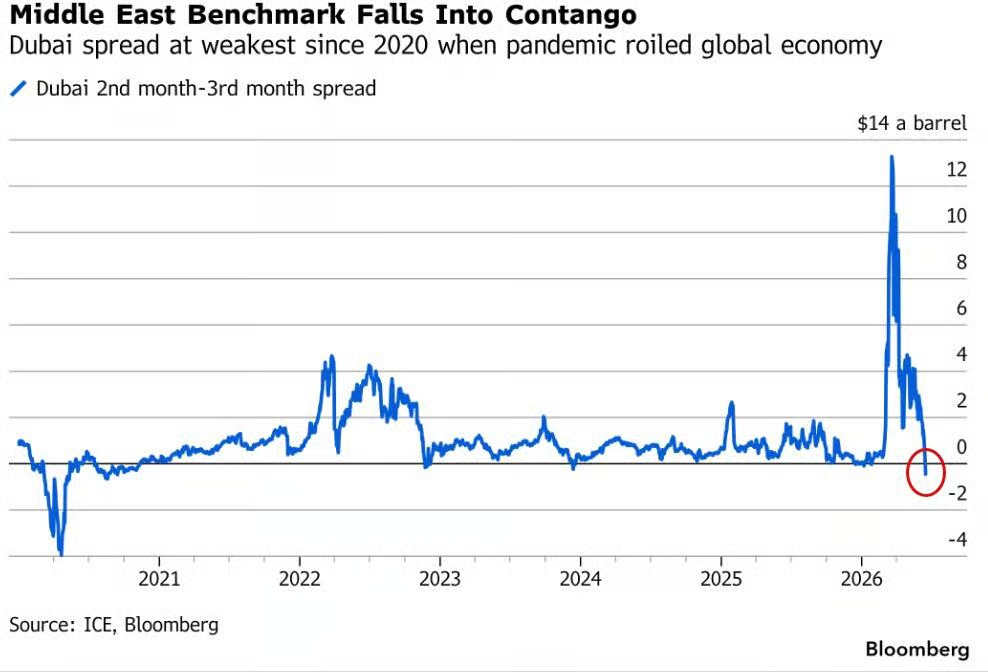 Middle East Benchmark Falls Into Contango
Dubai spread at weakest since 2020 when pandemic roiled global economy
Dubai 2nd month-3rd month spread
$14 a barrel
12
10
8
6
4
2
0
-2
-4
2021 2022 2023 2024 2025 2026
Source: ICE, Bloomberg
Bloomberg